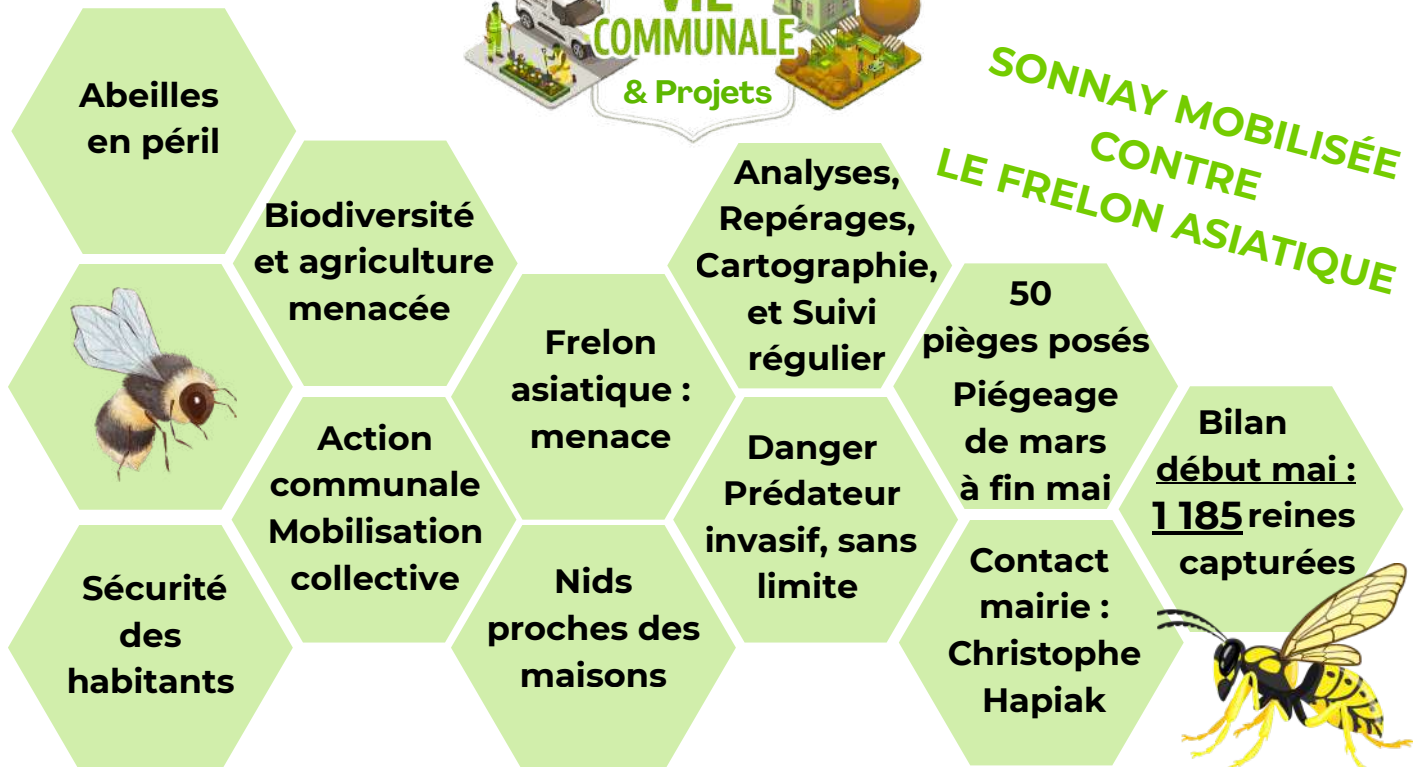 VIE
COMMUNALE
& Projets
SONNAY MOBILISÉE
CONTRE
LE FRELON ASIATIQUE
Abeilles
en péril
Biodiversité
et agriculture
menacée
Analyses,
Repérages,
Cartographie,
et Suivi
régulier
50
pièges posés
Piégeage
de mars
à fin mai
Frelon
asiatique :
menace
Action
communale
Mobilisation
collective
Danger
Prédateur
invasif, sans
limite
Bilan
début mai :
1 185 reines
capturées
Sécurité
des
habitants
Nids
proches des
maisons
Contact
mairie :
Christophe
Hapiak